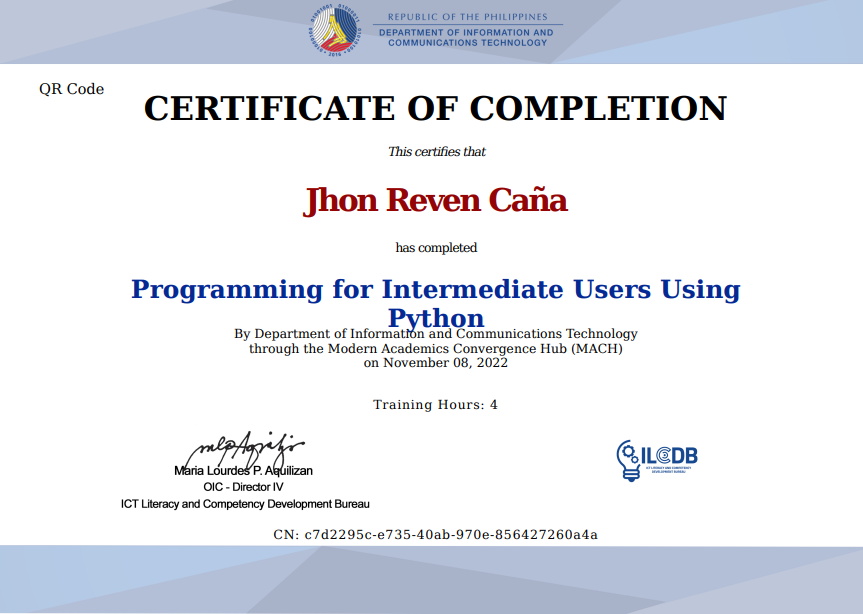 REPUBLIC OF THE PHILIPPINES
DEPARTMENT OF INFORMATION AND
COMMUNICATIONS TECHNOLOGY
QR Code
CERTIFICATE OF COMPLETION
This certifies that
Jhon Reven Caña
has completed
Programming for Intermediate Users Using
Python
By Department of Information and Communications Technology
through the Modern Academics Convergence Hub (MACH)
on November 08, 2022
Training Hours: 4
Maria Lourdes P. Aquilizan
OIC - Director IV
ICT Literacy and Competency Development Bureau
ILCDB
ICT LITERACY AND COMPETENCY
DEVELOPMENT BUREAU
CN: c7d2295c-e735-40ab-970e-856427260a4a